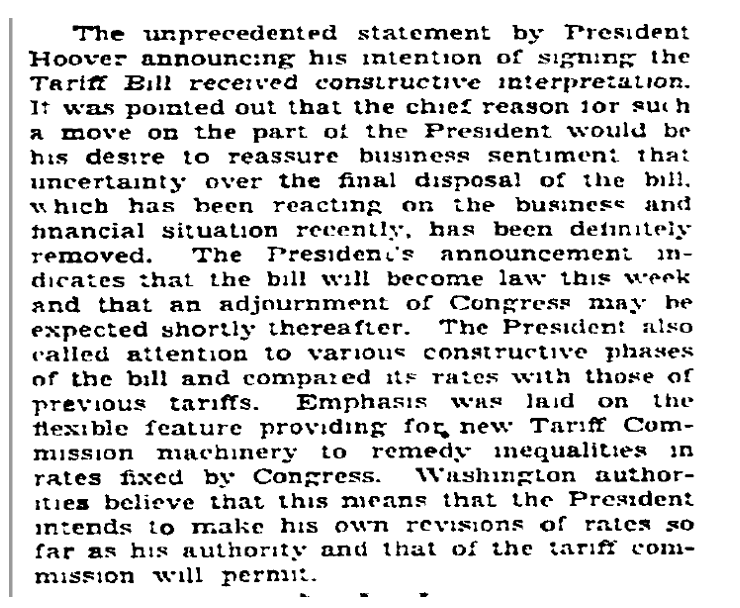 The unprecedented statement by President
Hoover announcing his intention of signing the
Tariff Bill received constructive interpretation.
It was pointed out that the chief reason for such
a move on the part of the President would be
his desire to reassure business sentiment that
uncertainty over the final disposal of the bill,
which has been reacting on the business and
financial situation recently, has been definitely
removed. The President's announcement in-
dicates that the bill will become law this week
and that an adjournment of Congress may be
expected shortly thereafter. The President also
called attention to various constructive phases
of the bill and compared its rates with those of
previous tariffs. Emphasis was laid on the
flexible feature providing for new Tariff Com-
mission machinery to remedy inequalities in
rates fixed by Congress. Washington author-
ities believe that this means that the President
intends to make his own revisions of rates so
far as his authority and that of the tariff com-
mission will permit.